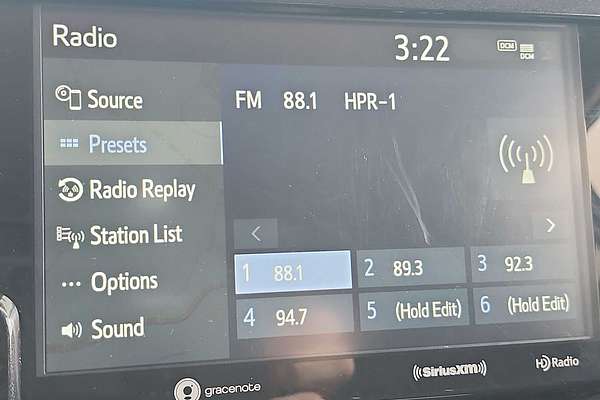 Radio
3:22
DCM
DCM
Source
FM 88.1 HPR-1
Presets
Radio Replay
Station List
1 88.1
2 89.3
3 92.3
Options
4 94.7
5 (Hold Edit)
6 (Hold Edit)
Sound
gracenote
((SiriusXM))
HD Radio